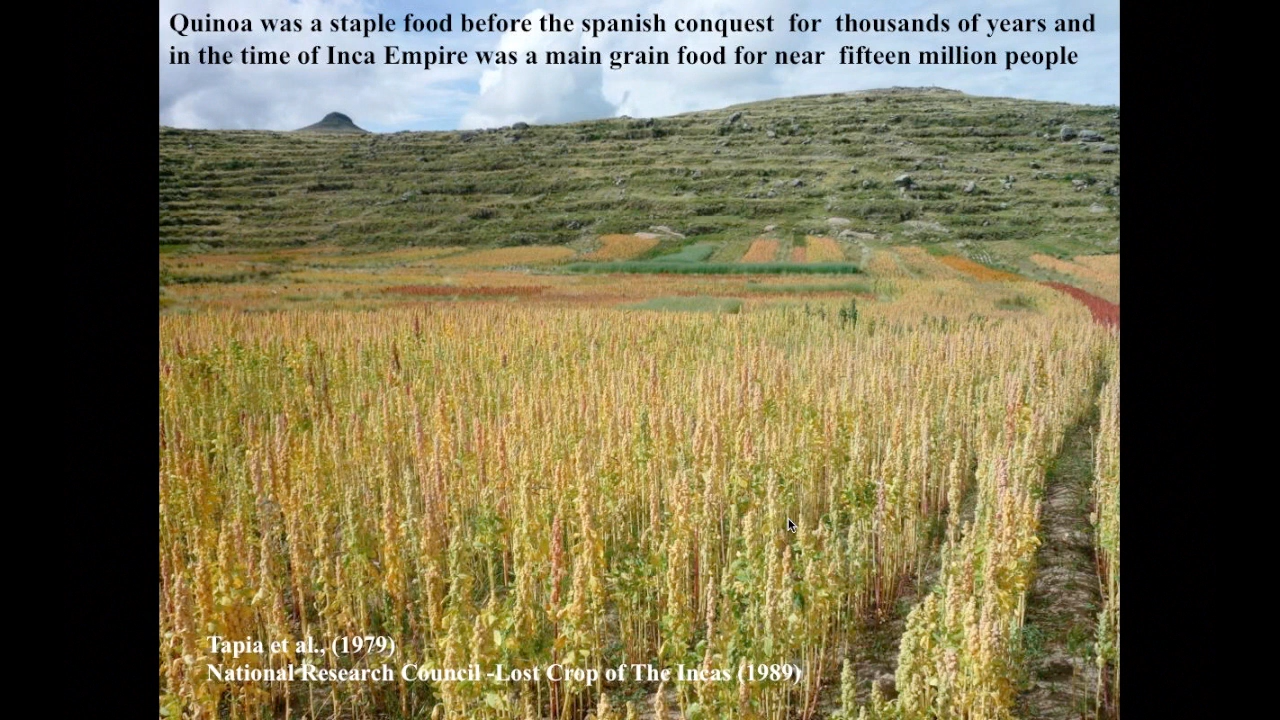 Quinoa was a staple food before the spanish conquest for thousands of years and
in the time of Inca Empire was a main grain food for near fifteen million people
Tapia et al., (1979)
National Research Council -Lost Crop of The Incas (1989)